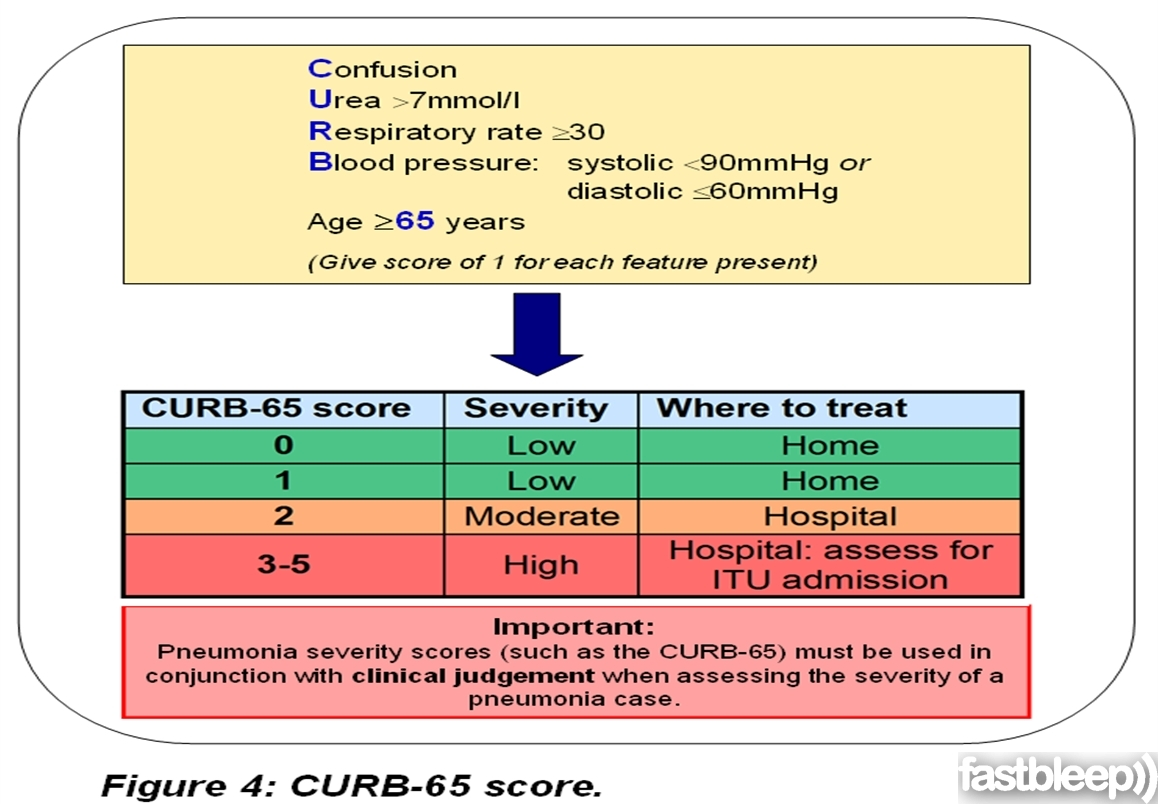 Confusion
Urea >7mmol/l
Respiratory rate ≥30
Blood pressure: systolic <90mmHg or
diastolic ≤60mmHg
Age ≥65 years
(Give score of 1 for each feature present)
CURB-65 score Severity Where to treat
0 Low Home
1 Low Home
2 Moderate Hospital
3-5 High Hospital: assess for
ITU admission
Important:
Pneumonia severity scores (such as the CURB-65) must be used in
conjunction with clinical judgement when assessing the severity of a
pneumonia case.
Figure 4: CURB-65 score.
fastbleep))